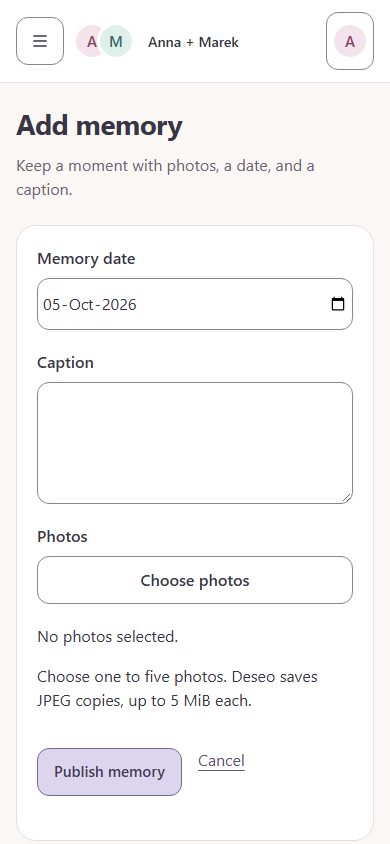 A M Anna + Marek A
Add memory
Keep a moment with photos, a date, and a
caption.
Memory date
05-Oct-2026
Caption
Photos
Choose photos
No photos selected.
Choose one to five photos. Deseo saves
JPEG copies, up to 5 MiB each.
Publish memory Cancel